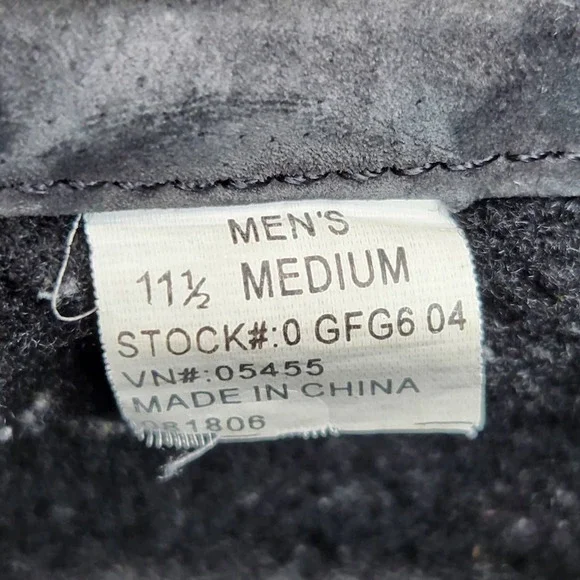 MEN'S
11½ MEDIUM
STOCK#:0 GFG6 04
VN#:05455
MADE IN CHINA
081806